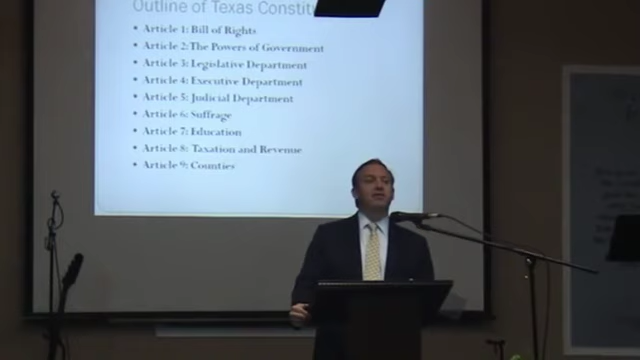 Outline of Texas Constit
• Article 1: Bill of Rights
• Article 2: The Powers of Government
• Article 3: Legislative Department
• Article 4: Executive Department
• Article 5: Judicial Department
• Article 6: Suffrage
• Article 7: Education
• Article 8: Taxation and Revenue
• Article 9: Counties